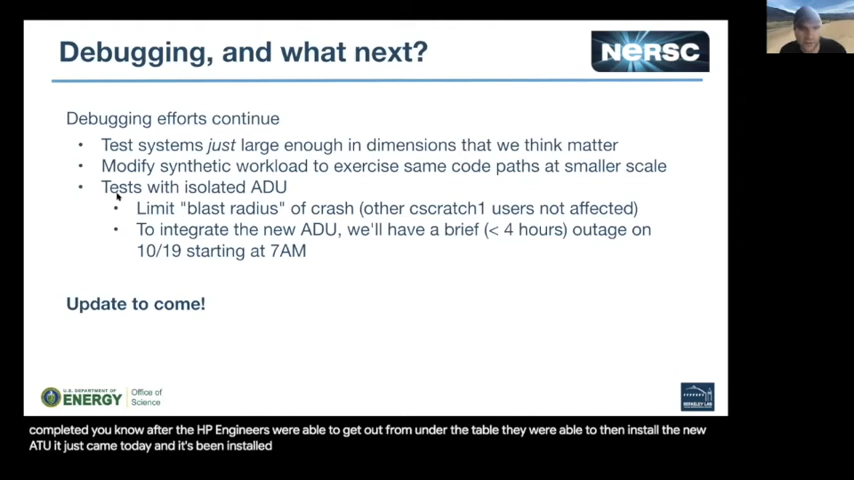 Debugging, and what next?
NERSC
Debugging efforts continue
• Test systems just large enough in dimensions that we think matter
• Modify synthetic workload to exercise same code paths at smaller scale
• Tests with isolated ADU
• Limit "blast radius" of crash (other cscratch1 users not affected)
• To integrate the new ADU, we'll have a brief (< 4 hours) outage on
10/19 starting at 7AM
Update to come!
U.S. DEPARTMENT OF
ENERGY
Office of
Science
BERKELEY LAB
completed you know after the HP Engineers were able to get out from under the table they were able to then install the new
ATU it just came today and it's been installed